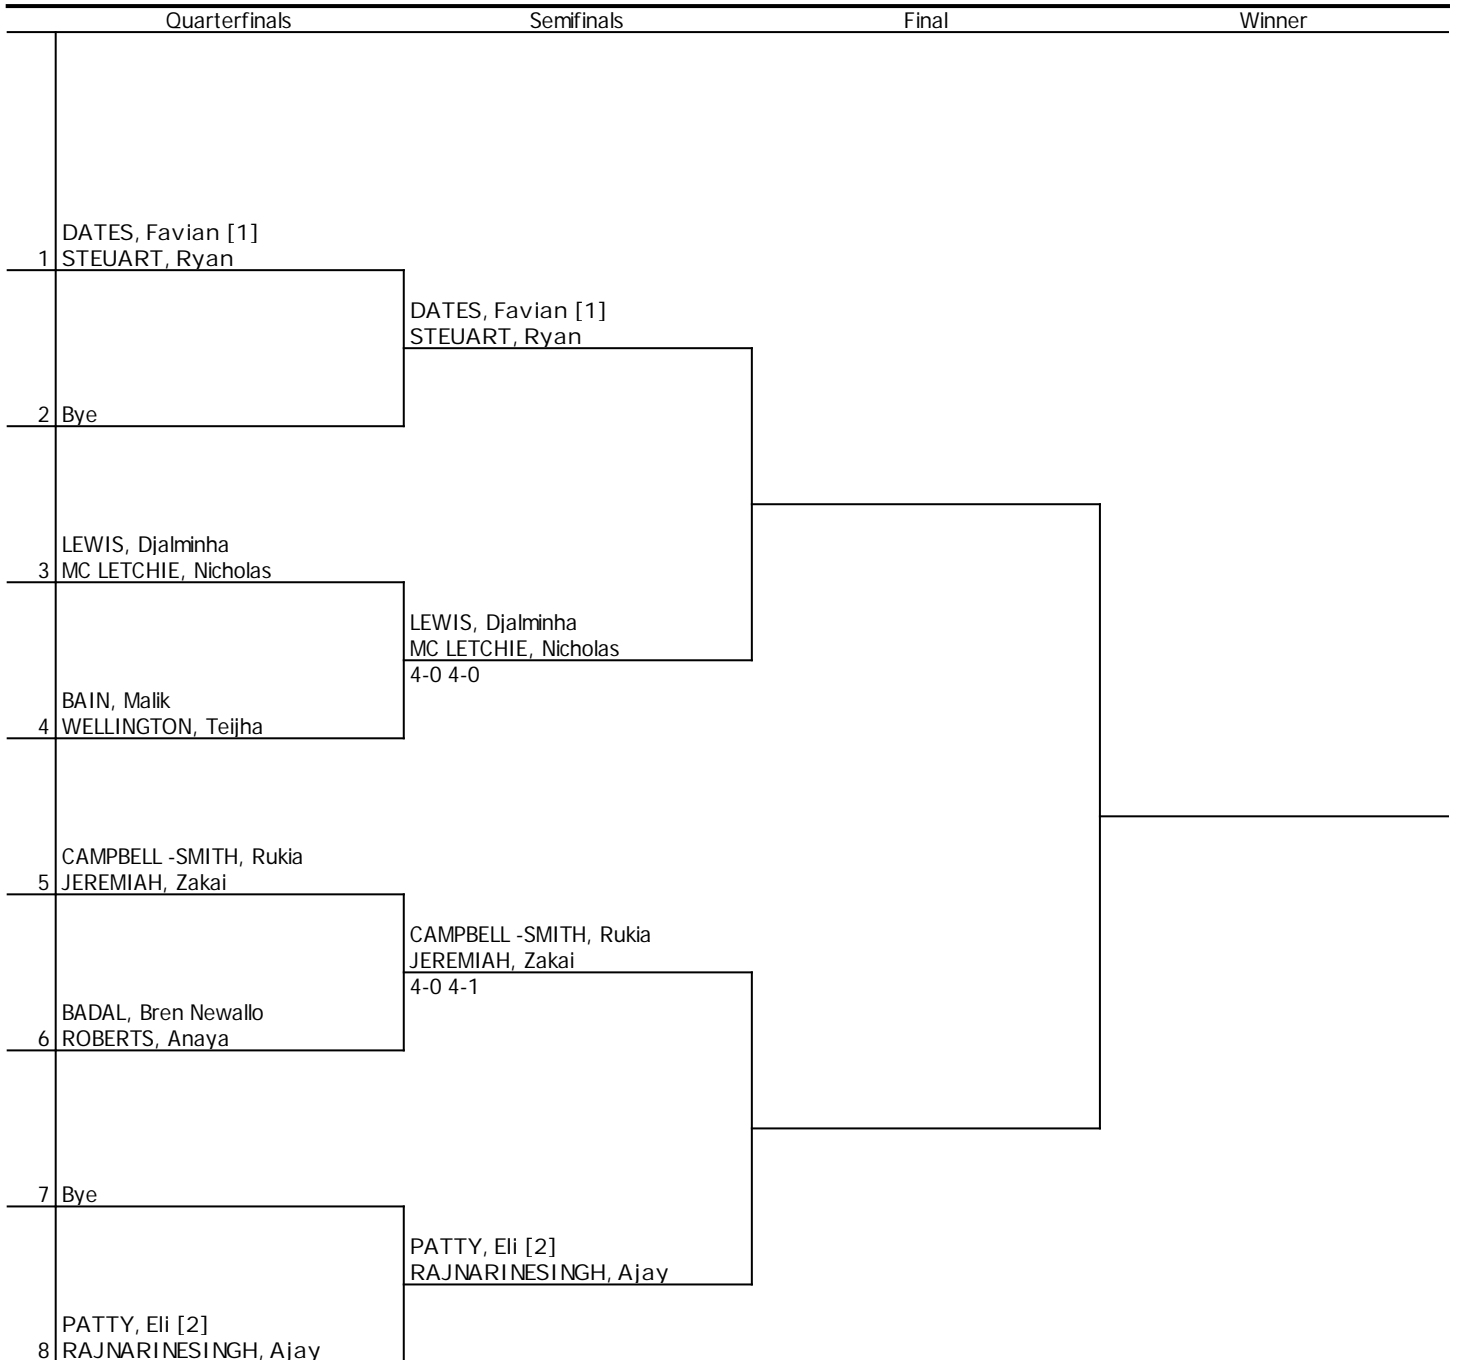 Quarterfinals Semifinals Final Winner
DATES, Favian [1]
1 STEUART, Ryan
DATES, Favian [1]
STEUART, Ryan
2 Bye
LEWIS, Djalminha
3 MC LETCHIE, Nicholas
LEWIS, Djalminha
MC LETCHIE, Nicholas
4-0 4-0
BAIN, Malik
4 WELLINGTON, Teijha
CAMPBELL -SMITH, Rukia
5 JEREMIAH, Zakai
CAMPBELL -SMITH, Rukia
JEREMIAH, Zakai
4-0 4-1
BADAL, Bren Newallo
6 ROBERTS, Anaya
7 Bye
PATTY, Eli [2]
RAJNARINESINGH, Ajay
PATTY, Eli [2]
8 RAJNARINESINGH, Ajay